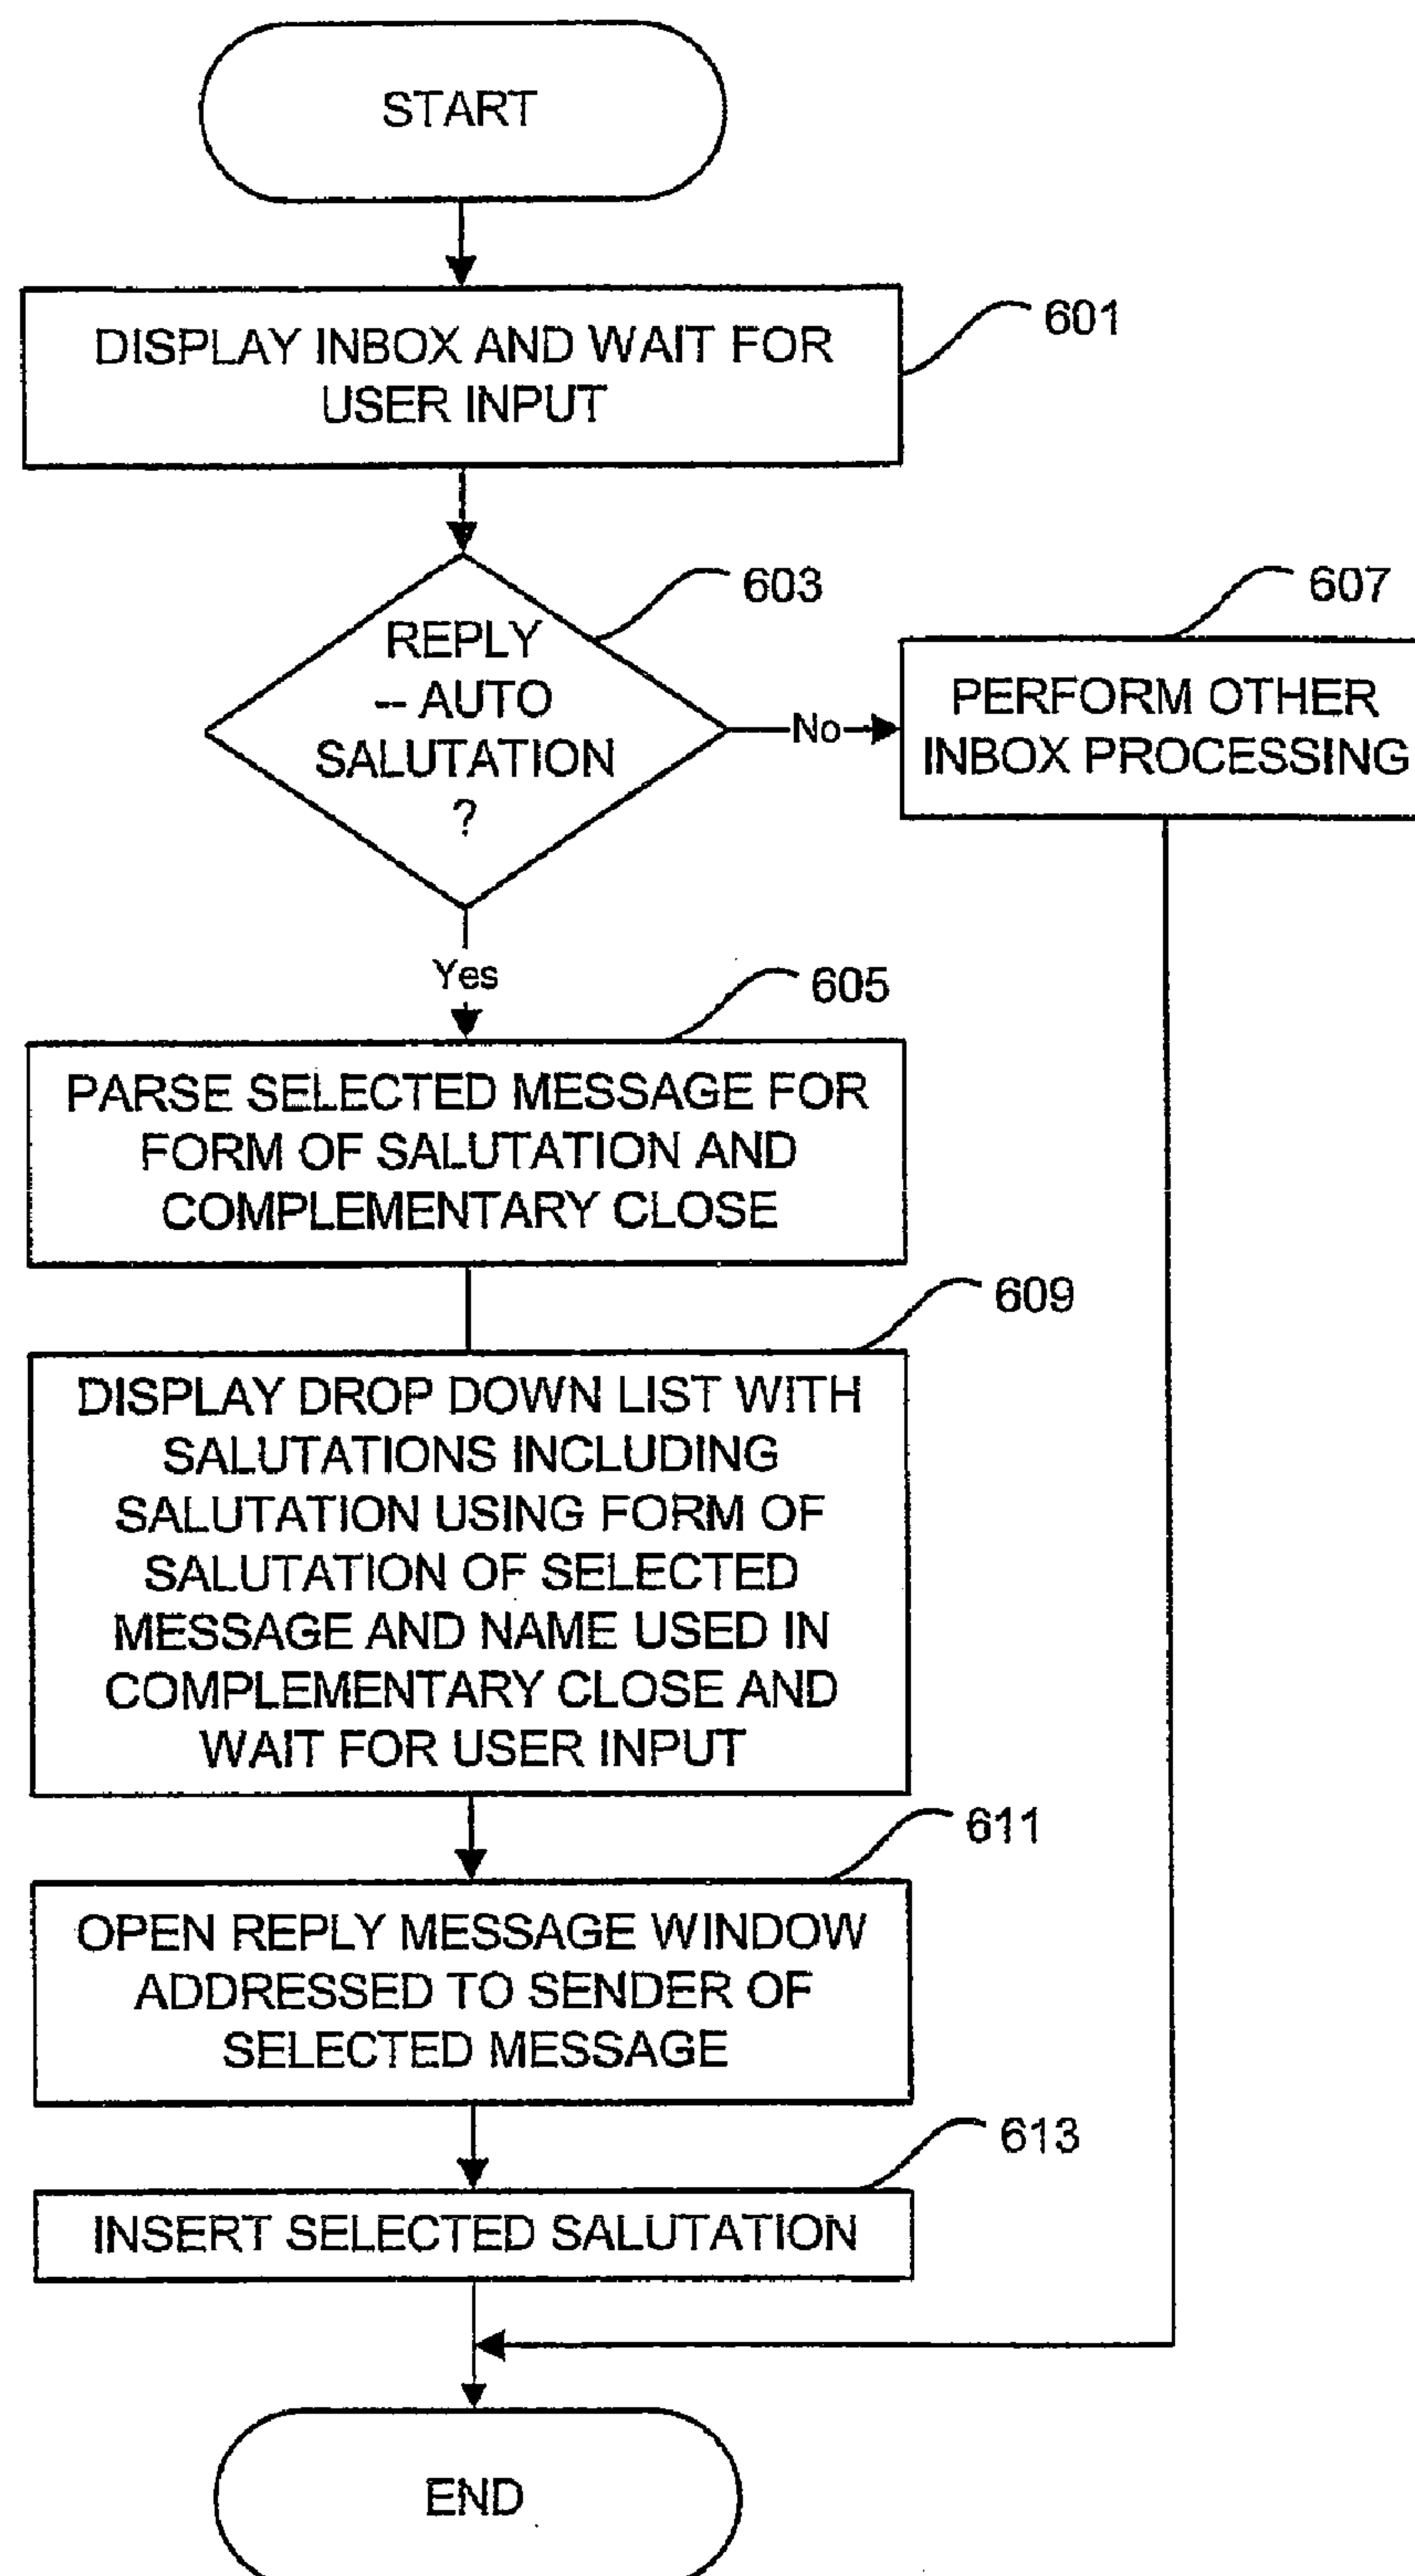 START
DISPLAY INBOX AND WAIT FOR
USER INPUT
601
REPLY
-- AUTO
SALUTATION
?
603
No
PERFORM OTHER
INBOX PROCESSING
607
Yes
PARSE SELECTED MESSAGE FOR
FORM OF SALUTATION AND
COMPLEMENTARY CLOSE
605
DISPLAY DROP DOWN LIST WITH
SALUTATIONS INCLUDING
SALUTATION USING FORM OF
SALUTATION OF SELECTED
MESSAGE AND NAME USED IN
COMPLEMENTARY CLOSE AND
WAIT FOR USER INPUT
609
OPEN REPLY MESSAGE WINDOW
ADDRESSED TO SENDER OF
SELECTED MESSAGE
611
INSERT SELECTED SALUTATION
613
END